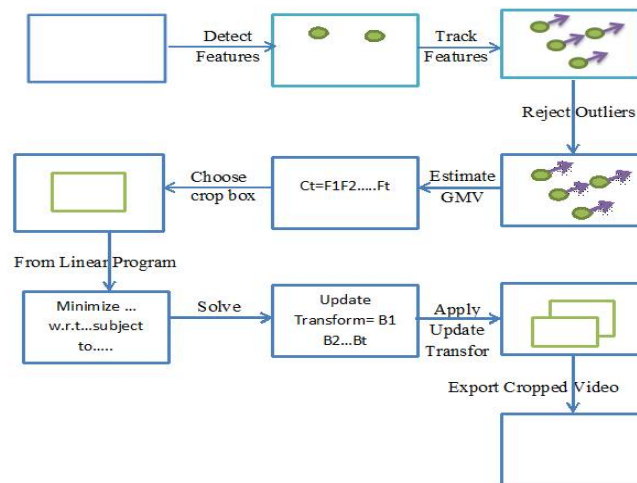 Detect
Features
Track
Features
Reject Outliers
Estimate
GMV
Ct=F1F2.....Ft
Choose
crop box
From Linear Program
Minimize ...
w.r.t...subject
to.....
Solve
Update
Transform= B1
B2...Bt
Apply
Update
Transfor
Export Cropped Video